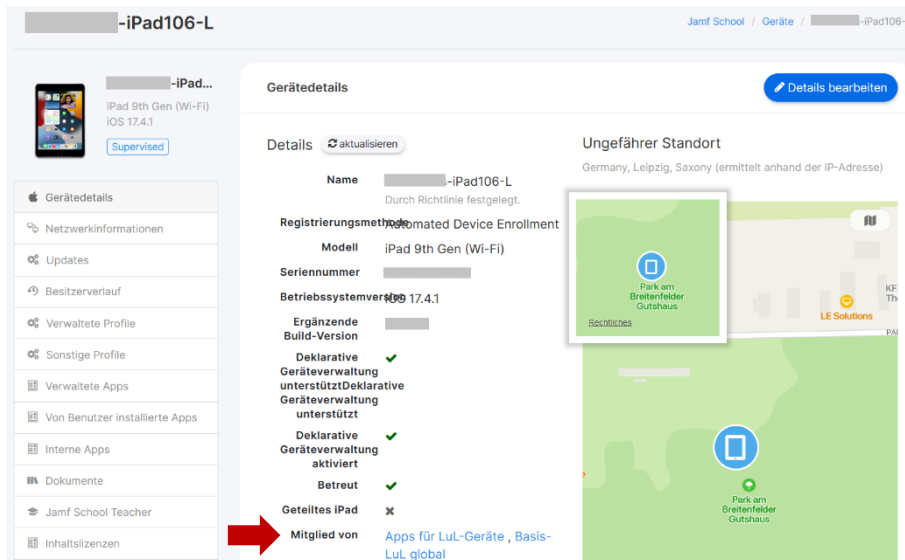 -iPad106-L
Jamf School / Geräte / -iPad106-
-iPad...
iPad 9th Gen (Wi-Fi)
iOS 17.4.1
Supervised
Gerätedetails
Netzwerkinformationen
Updates
Besitzerverlauf
Verwaltete Profile
Sonstige Profile
Verwaltete Apps
Von Benutzer installierte Apps
Interne Apps
Dokumente
Jamf School Teacher
Inhaltslizenzen
Gerätedetails
Details bearbeiten
Details aktualisieren
Name -iPad106-L
Durch Richtlinie festgelegt.
Registrierungsmethode Automated Device Enrollment
Modell iPad 9th Gen (Wi-Fi)
Seriennummer
Betriebssystemversion iOS 17.4.1
Ergänzende
Build-Version
Deklarative
Geräteverwaltung
unterstütztDeklarative
Geräteverwaltung
unterstützt
Deklarative
Geräteverwaltung
aktiviert
Betreut
Geteiltes iPad
Mitglied von Apps für LuL-Geräte , Basis-
LuL global
Ungefährer Standort
Germany, Leipzig, Saxony (ermittelt anhand der IP-Adresse)
Park am
Breitenfelder
Gutshaus
Rechtliches
KF
Th
LE Solutions
Park am
Breitenfelder
Gutshaus